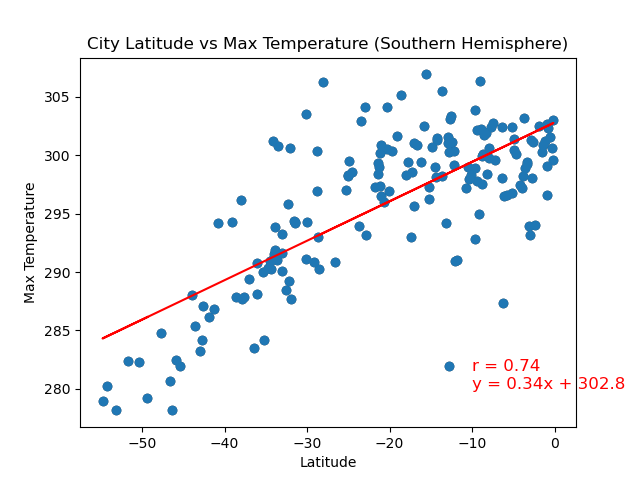 City Latitude vs Max Temperature (Southern Hemisphere)
Max Temperature
305
300
295
290
285
280
r = 0.74
y = 0.34x + 302.8
−50
−40
−30
−20
−10
0
Latitude